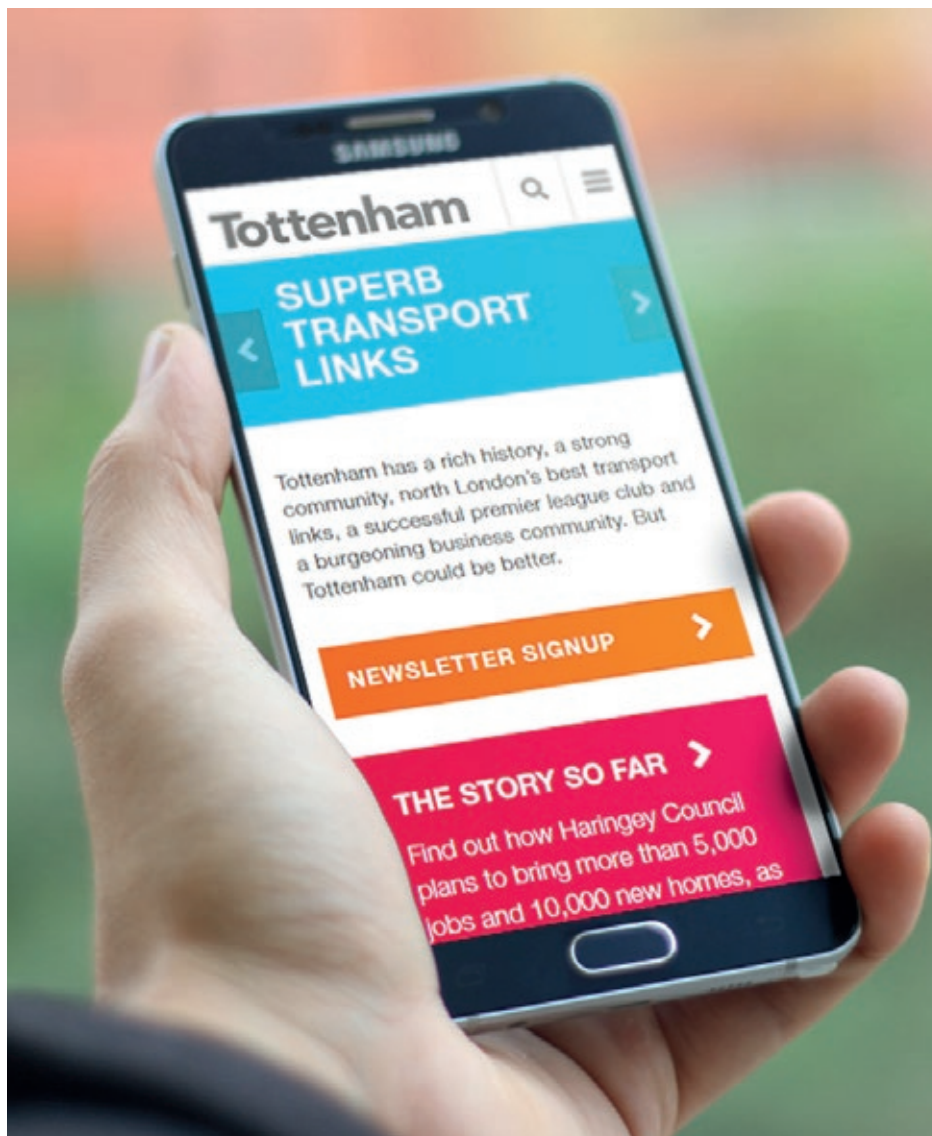 SAMSUNG
Tottenham
SUPERB
TRANSPORT
LINKS
Tottenham has a rich history, a strong
community, north London's best transport
links, a successful premier league club and
a burgeoning business community. But
Tottenham could be better.
NEWSLETTER SIGNUP
THE STORY SO FAR
Find out how Haringey Council
plans to bring more than 5,000
jobs and 10,000 new homes, as